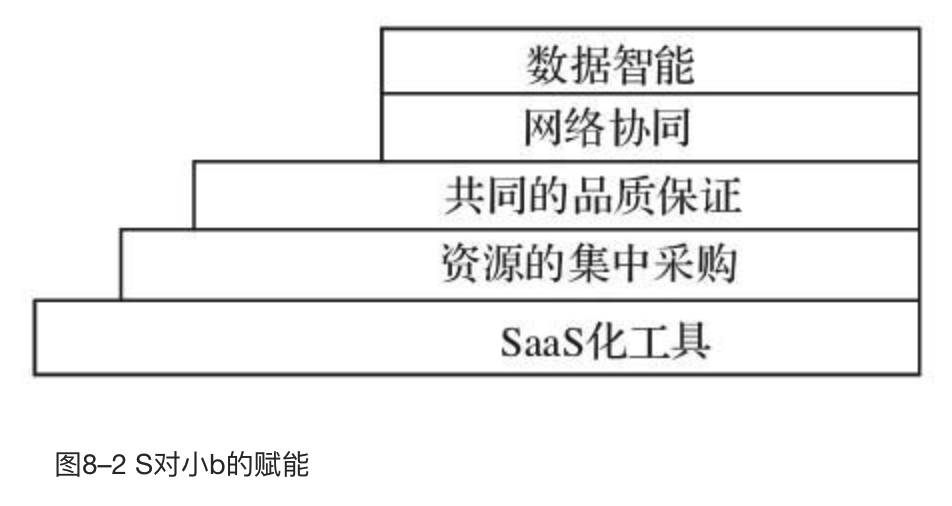 数据智能
网络协同
共同的品质保证
资源的集中采购
SaaS化工具
图8–2 S对小b的赋能